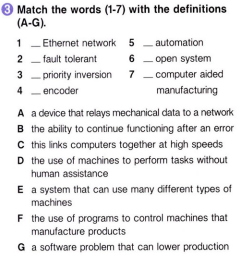 3 Match the words (1-7) with the definitions
(A-G).
1 __ Ethernet network 5 __ automation
2 __ fault tolerant 6 __ open system
3 __ priority inversion 7 __ computer aided
4 __ encoder manufacturing
A a device that relays mechanical data to a network
B the ability to continue functioning after an error
C this links computers together at high speeds
D the use of machines to perform tasks without
human assistance
E a system that can use many different types of
machines
F the use of programs to control machines that
manufacture products
G a software problem that can lower production